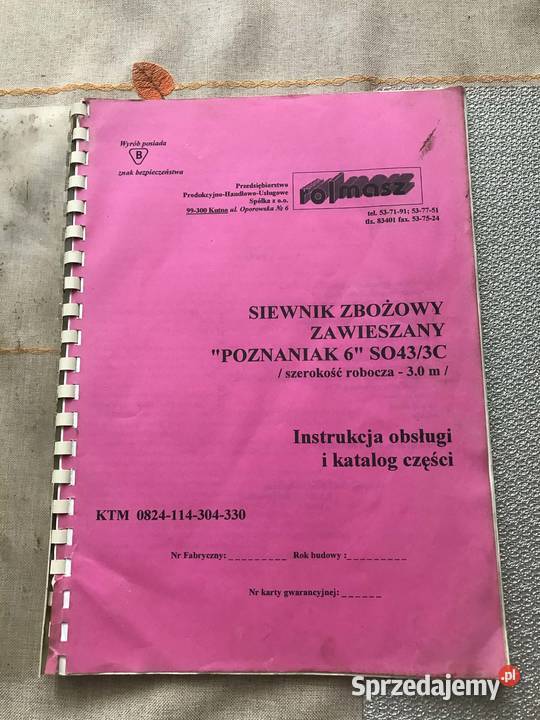 Wyrób posiada
B
znak bezpieczeństwa
Przedsiębiorstwo
Produkcyjno-Handlowo-Usługowe
Spółka z o.o.
99-300 Kutno ul. Oporowska № 6
rolmasz
tel. 53-71-91; 53-77-51
tlx. 83401 fax. 53-75-24
SIEWNIK ZBOŻOWY
ZAWIESZANY
"POZNANIAK 6" SO43/3C
/ szerokość robocza - 3.0 m /
Instrukcja obsługi
i katalog części
KTM 0824-114-304-330
Nr Fabryczny: _ _ _ _ _ _ _ _ _ Rok budowy : _ _ _ _ _ _ _ _ _
Nr karty gwarancyjnej: _ _ _ _ _ _
Sprzedajemy.pl